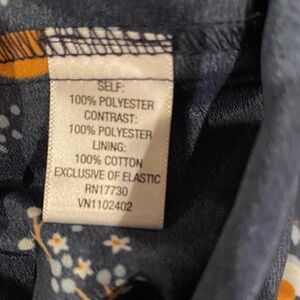 SELF:
100% POLYESTER
CONTRAST:
100% POLYESTER
LINING:
100% COTTON
EXCLUSIVE OF ELASTIC
RN17730
VN1102402